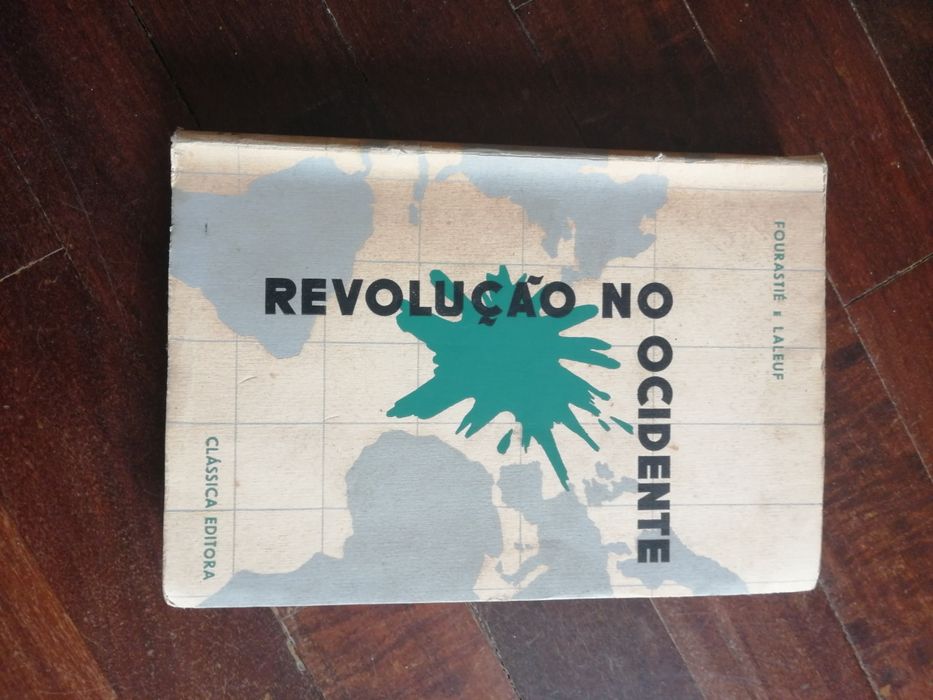 FOURASTIÉ E LALEUF
REVOLUÇÃO NO
OCIDENTE
CLÁSSICA EDITORA